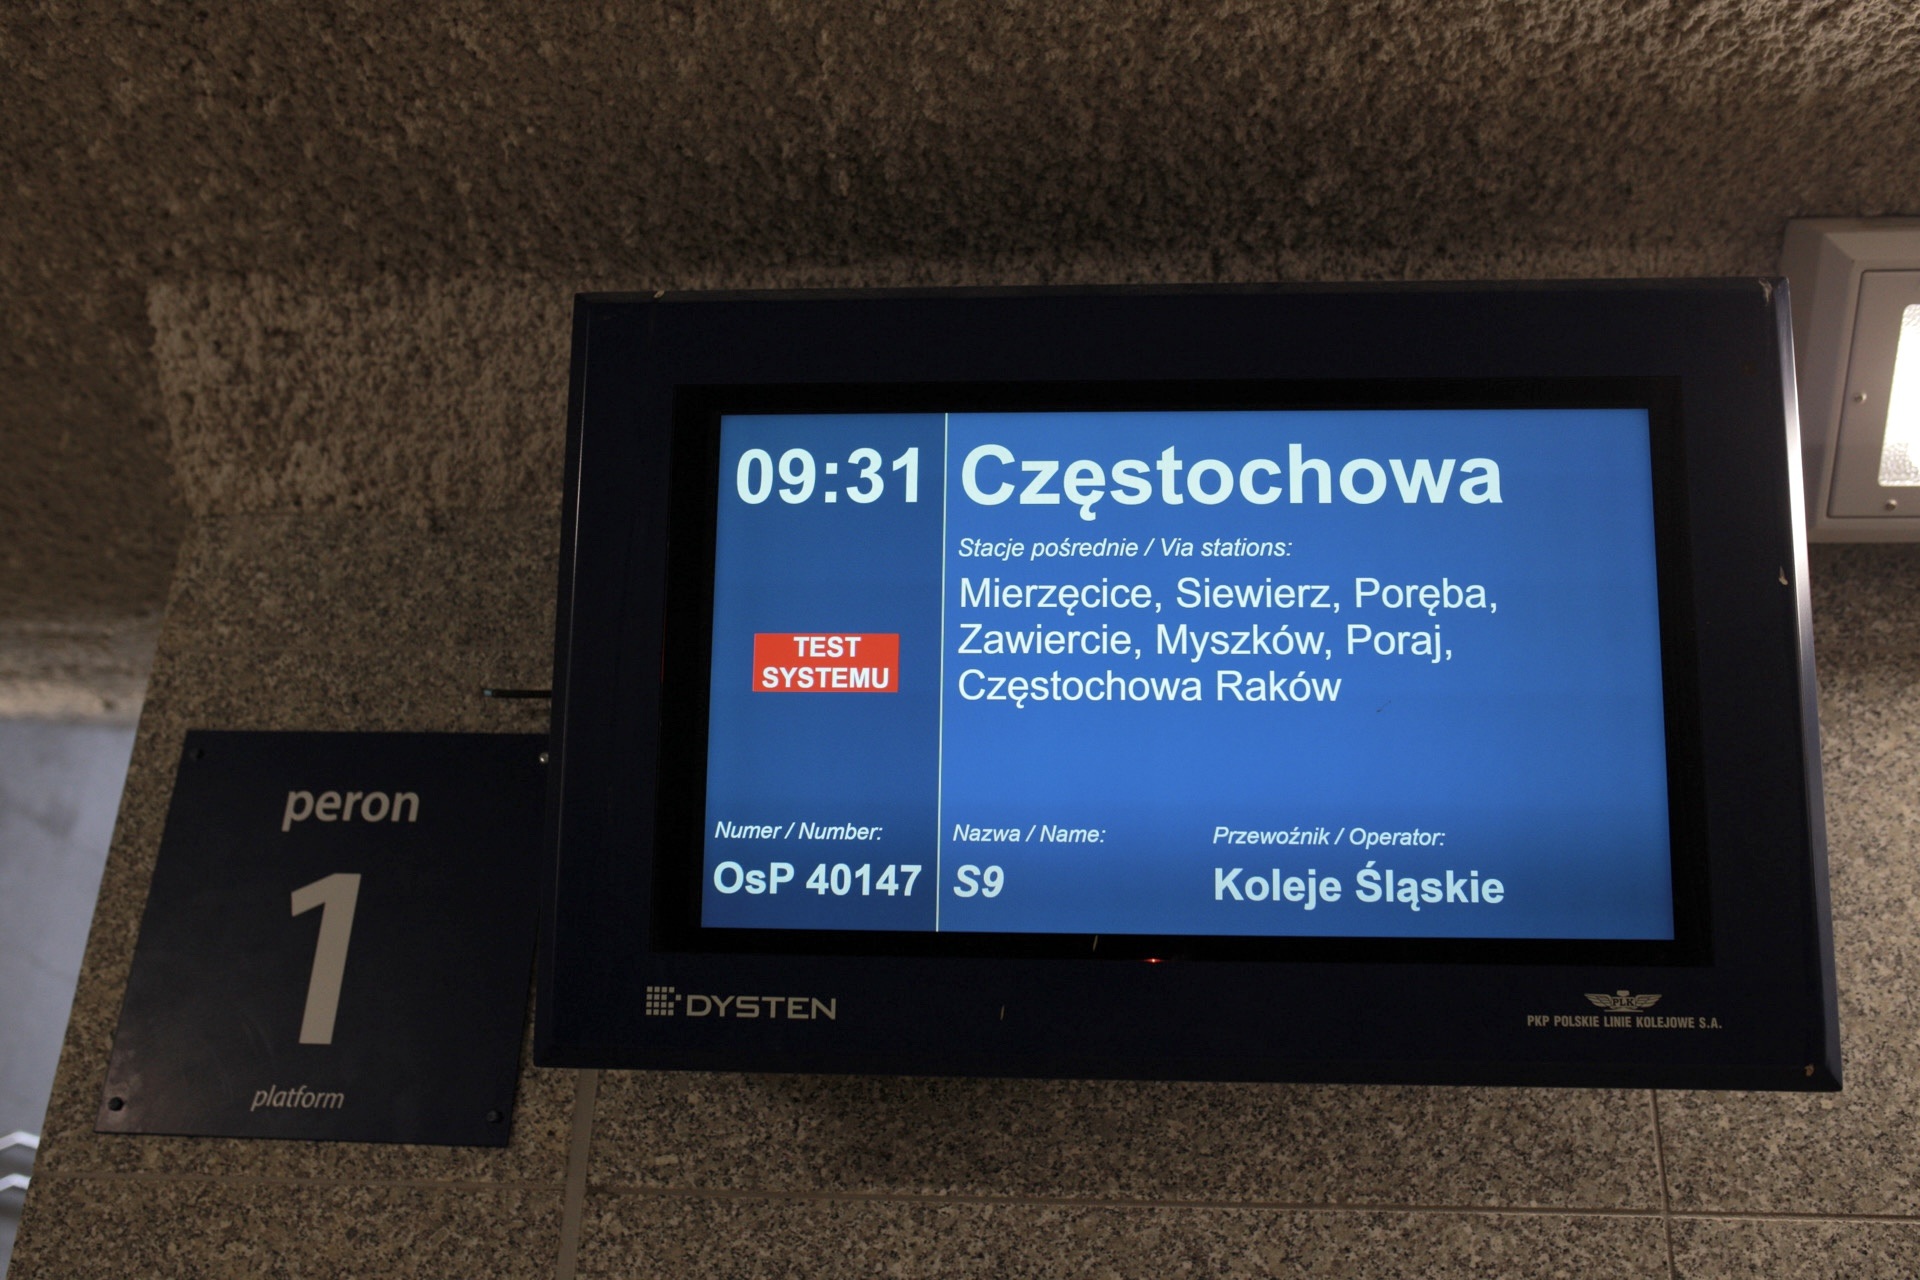 09:31
Częstochowa
Stacje pośrednie / Via stations:
Mierzęcice, Siewierz, Poręba,
Zawiercie, Myszków, Poraj,
Częstochowa Raków
TEST
SYSTEMU
Numer / Number:
OsP 40147
Nazwa / Name:
S9
Przewoźnik / Operator:
Koleje Śląskie
DYSTEN
PLK
PKP POLSKIE LINIE KOLEJOWE S.A.
peron
1
platform